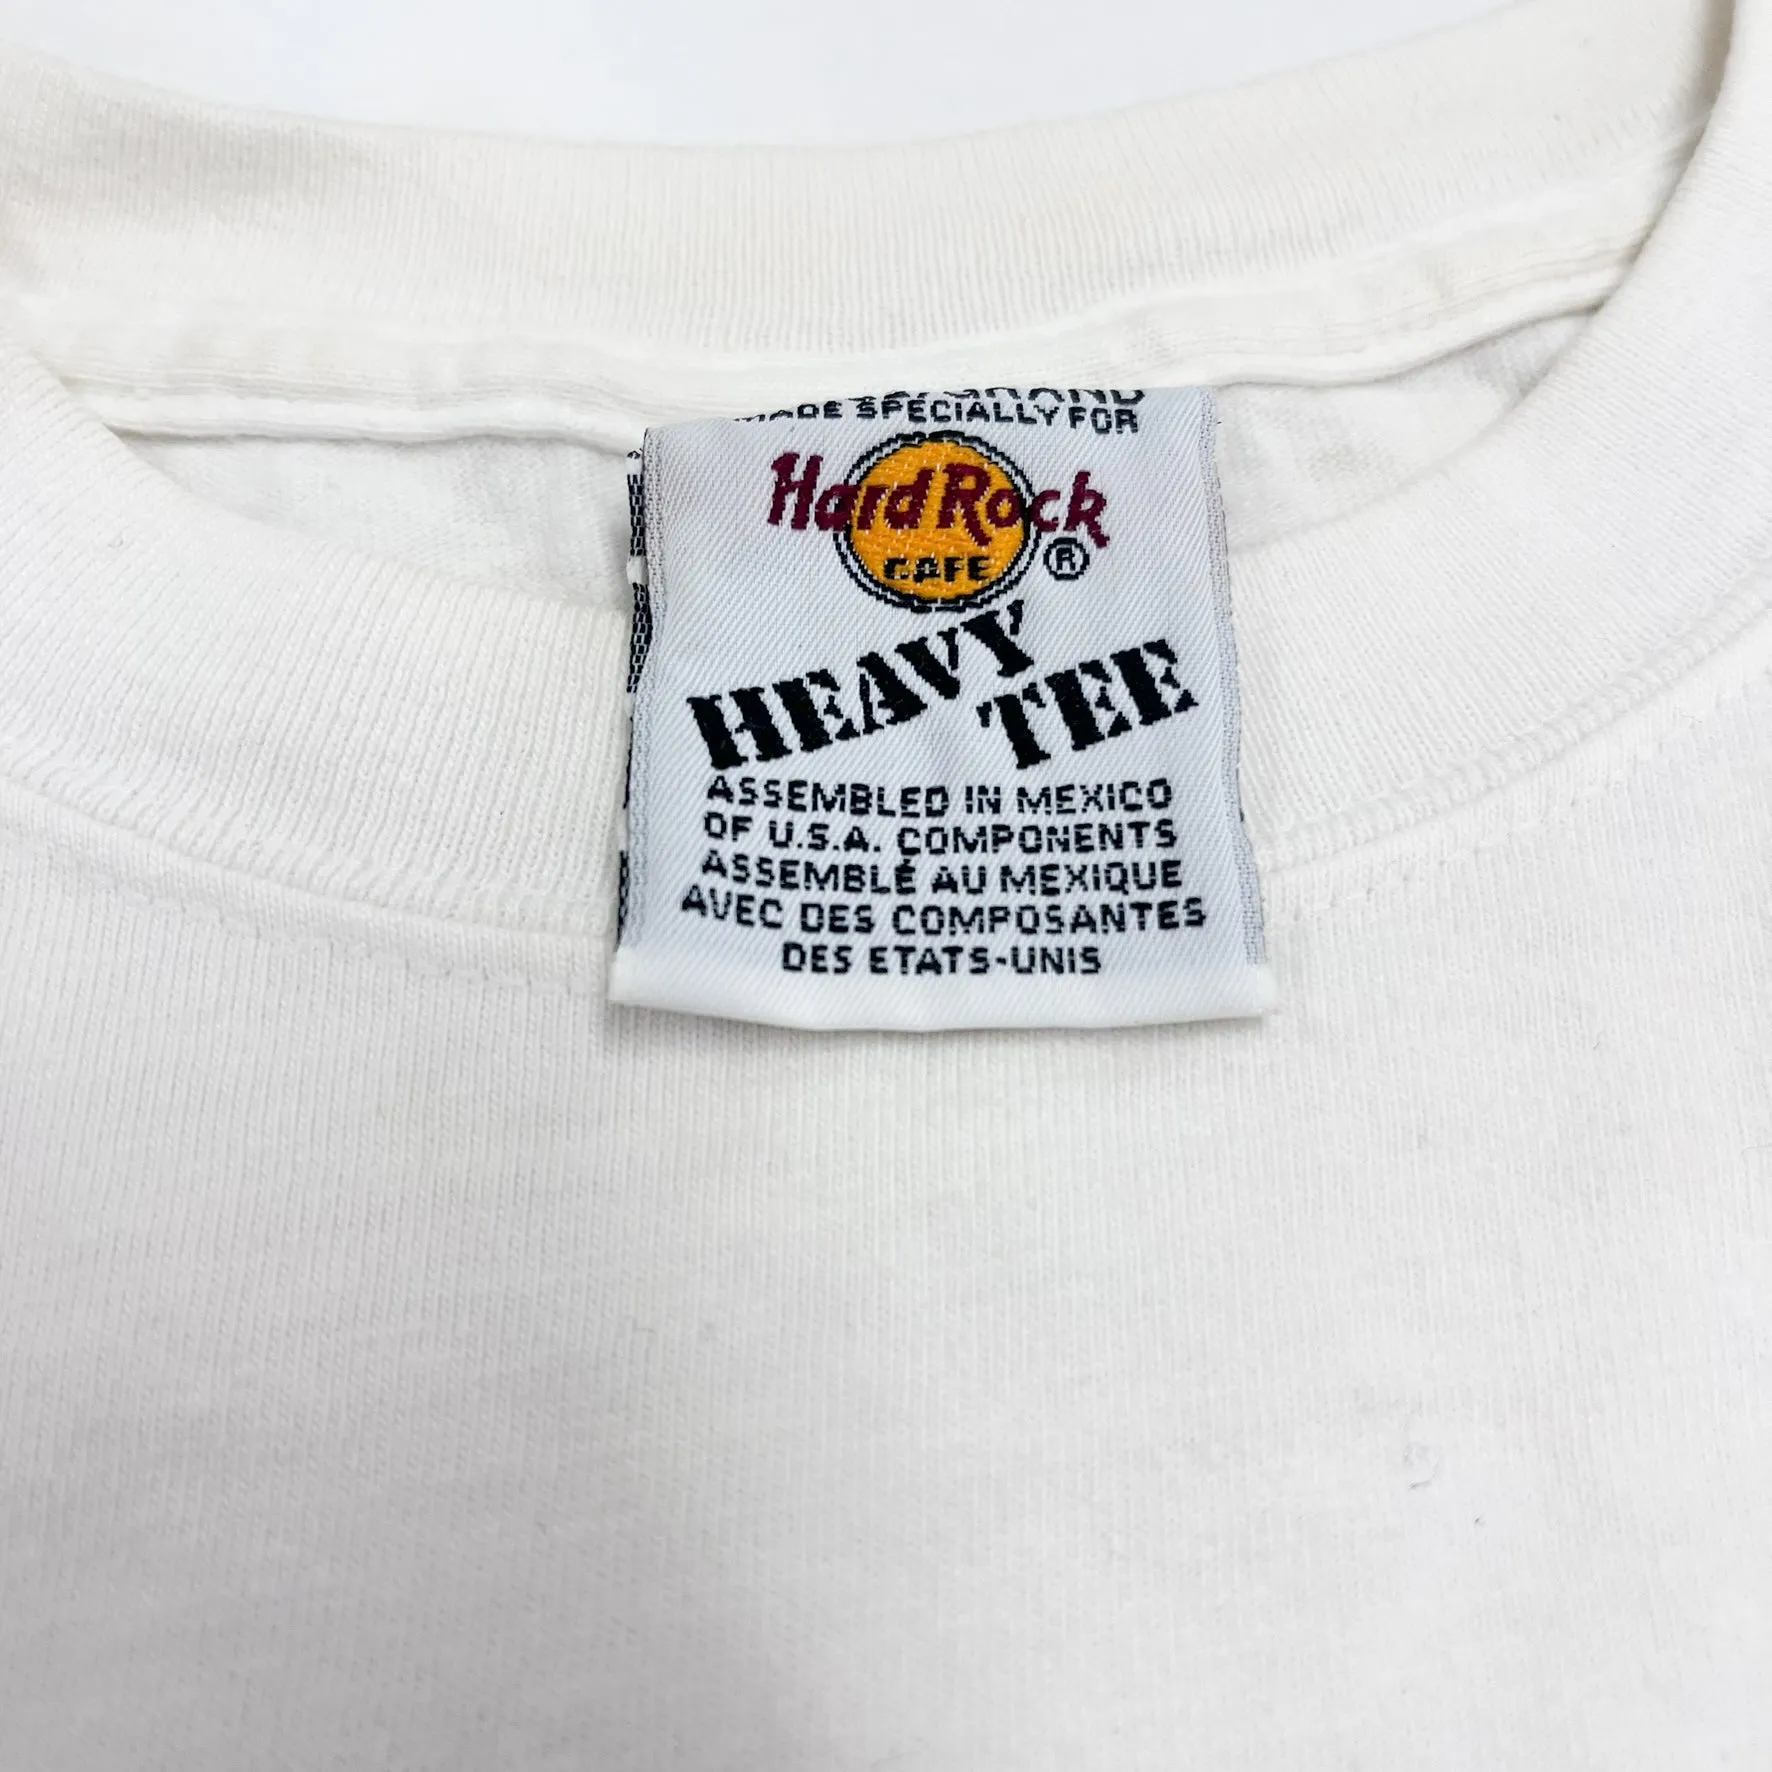 MADE SPECIALLY FOR
Hard Rock
CAFE
®
HEAVY
TEE
ASSEMBLED IN MEXICO
OF U.S.A. COMPONENTS
ASSEMBLÉ AU MEXIQUE
AVEC DES COMPOSANTES
DES ETATS-UNIS